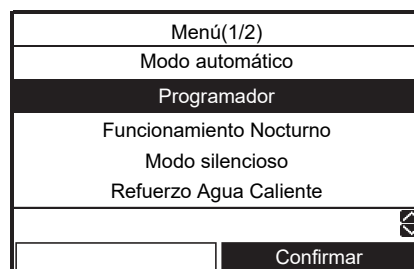 Menú(1/2)
Modo automático
Programador
Funcionamiento Nocturno
Modo silencioso
Refuerzo Agua Caliente
Confirmar